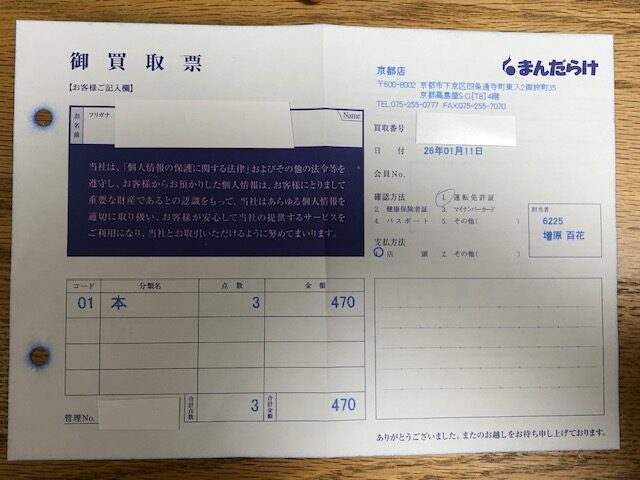 御買取票
【お客様ご記入欄】
まんだらけ
京都店
〒600-8002 京都市下京区四条通寺町東入2御旅町35
京都髙島屋S.C.[T8] 4階
TEL.075-255-0777 FAX.075-255-7070
お名前
フリガナ
Name
買取番号
日 付 26年01月11日
会員No.
当社は、「個人情報の保護に関する法律」およびその他の法令等を
遵守し、お客様からお預かりした個人情報は、お客様にとりまして
重要な財産であるとの認識をもって、当社はあらゆる個人情報を
適切に取り扱い、お客様が安心して当社の提供するサービスを
ご利用になり、当社とお取引いただけるように努めてまいります。
確認方法 1. 運転免許証
2. 健康保険者証 3. マイナンバーカード
4. パスポート 5. その他( )
支払方法
1. 店 頭 2. その他( )
担当者
6225
増原 百花
コード 分類名 点 数 金 額
01 本 3 470
管理No. 合計点数 3 合計金額 470
ありがとうございました。またのお越しをお待ち申し上げております。